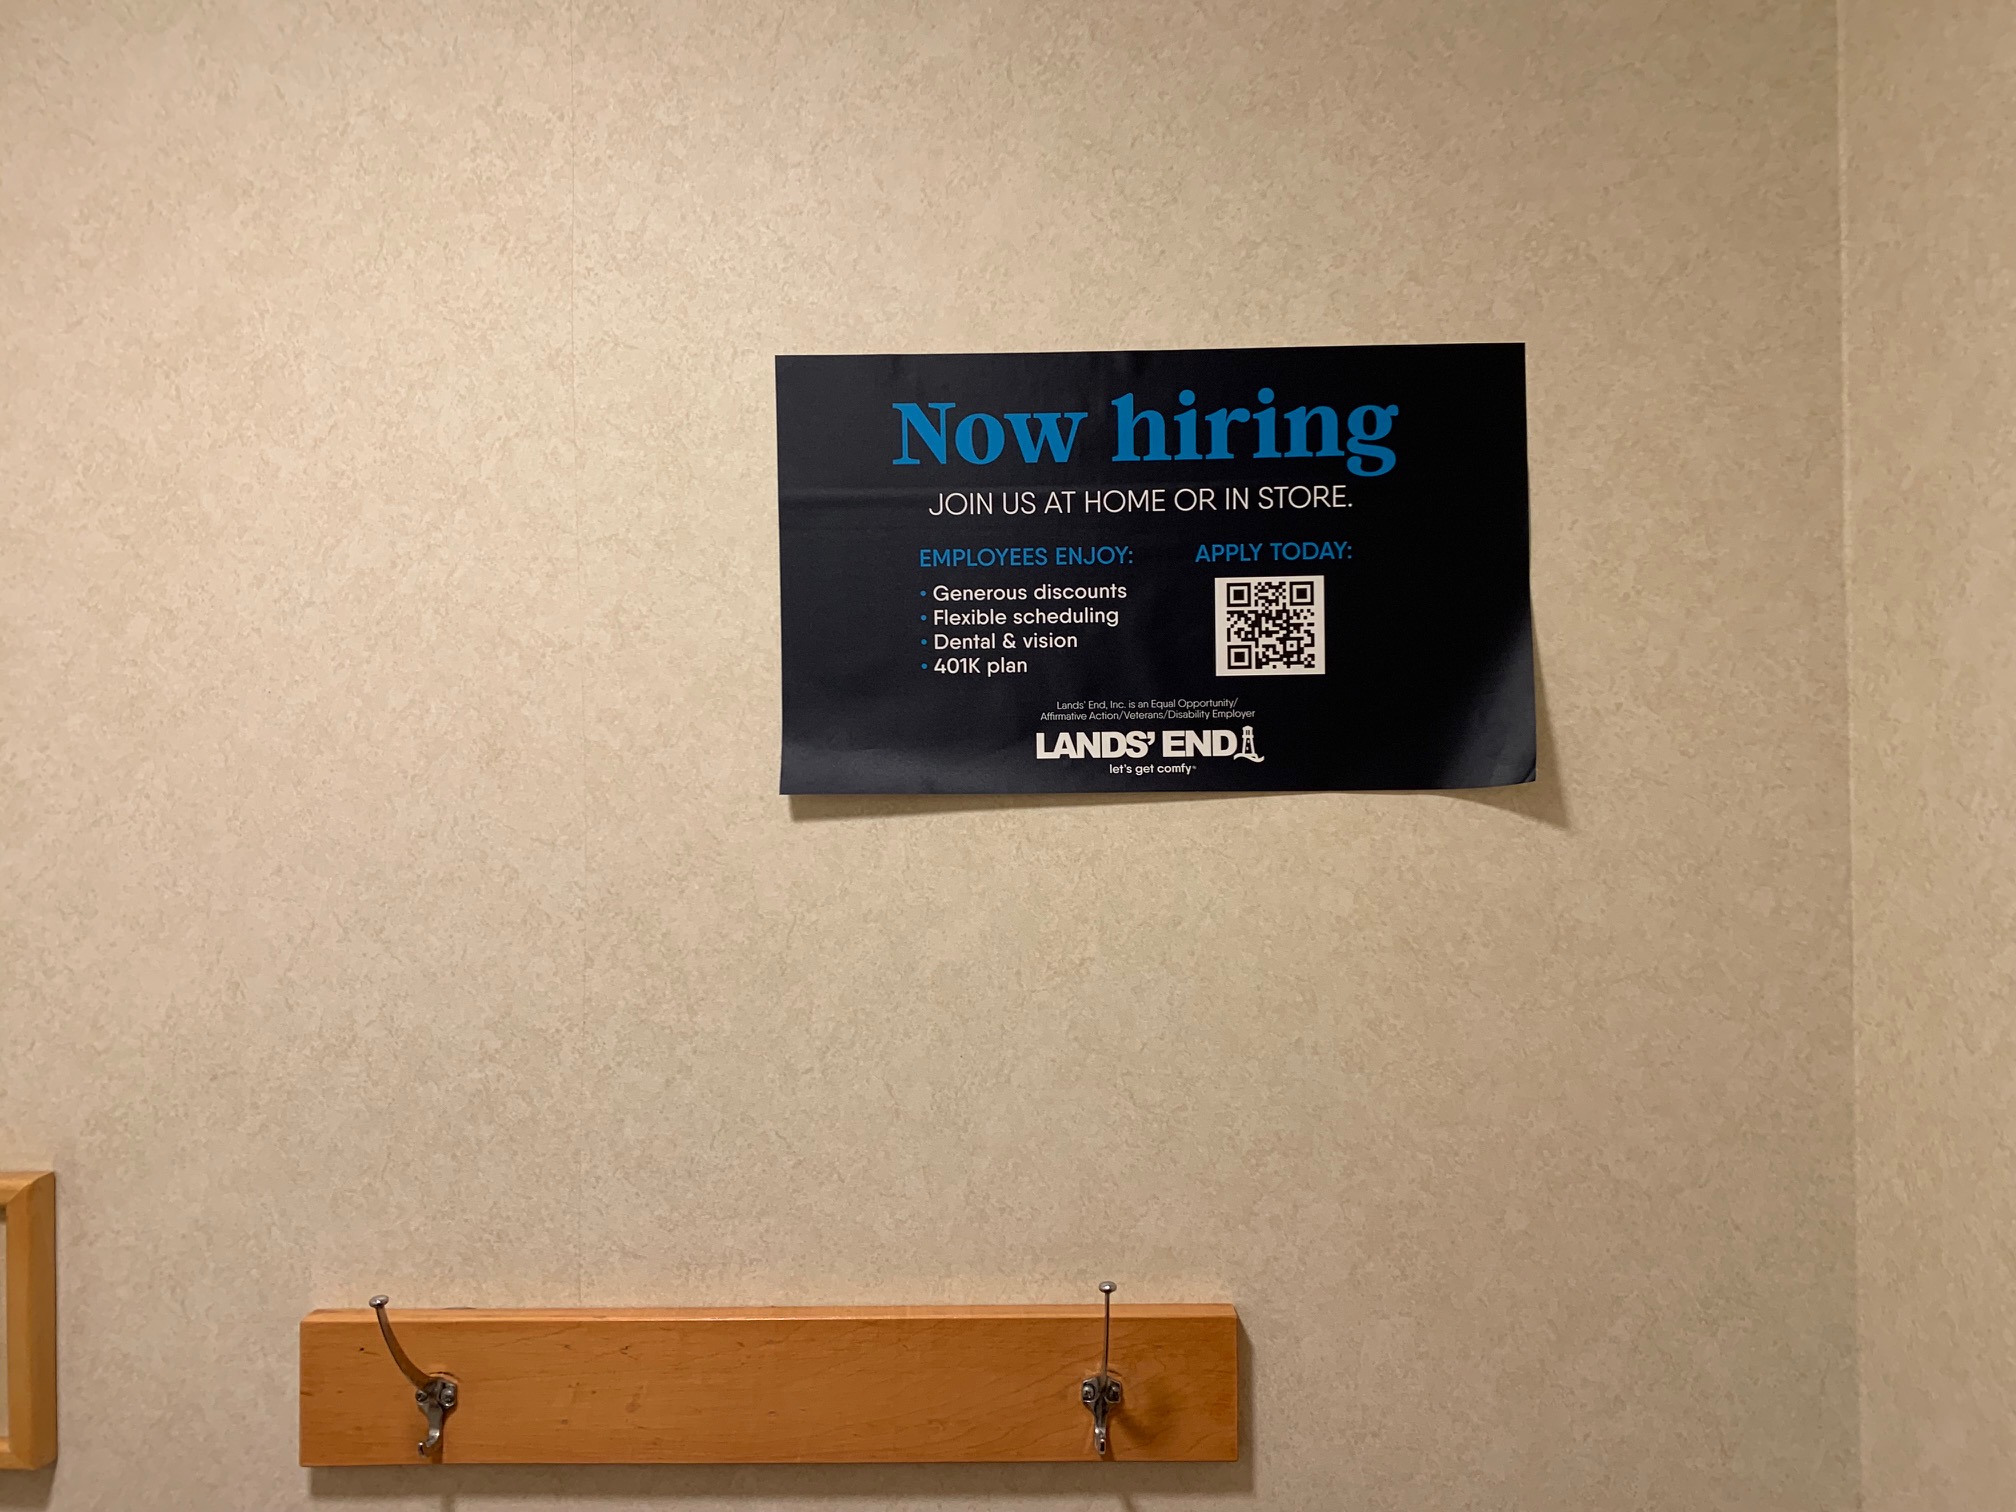 Now hiring
JOIN US AT HOME OR IN STORE.
EMPLOYEES ENJOY:
• Generous discounts
• Flexible scheduling
• Dental & vision
• 401K plan
APPLY TODAY:
Lands' End, Inc. is an Equal Opportunity/
Affirmative Action/Veterans/Disability Employer
LANDS' END
let's get comfy®